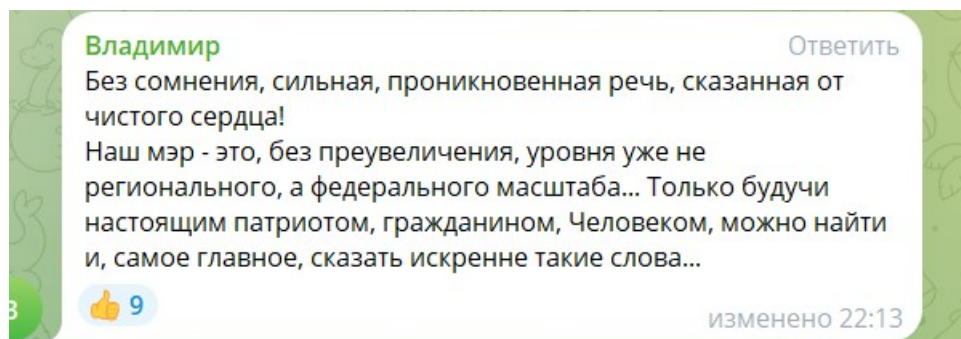 Владимир Ответить
Без сомнения, сильная, проникновенная речь, сказанная от
чистого сердца!
Наш мэр - это, без преувеличения, уровня уже не
регионального, а федерального масштаба... Только будучи
настоящим патриотом, гражданином, Человеком, можно найти
и, самое главное, сказать искренне такие слова...
👍 9
изменено 22:13